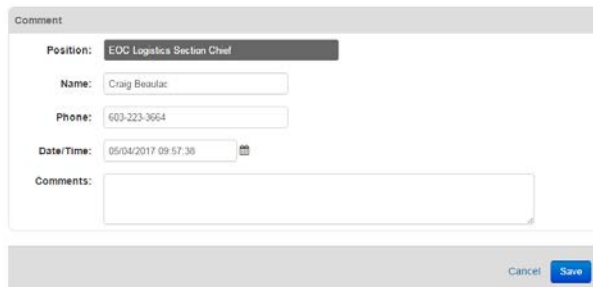 Comment
Position: EOC Logistics Section Chief
Name: Craig Beaulac
Phone: 603-223-3664
Date/Time: 05/04/2017 09:57:38
Comments:
Cancel Save